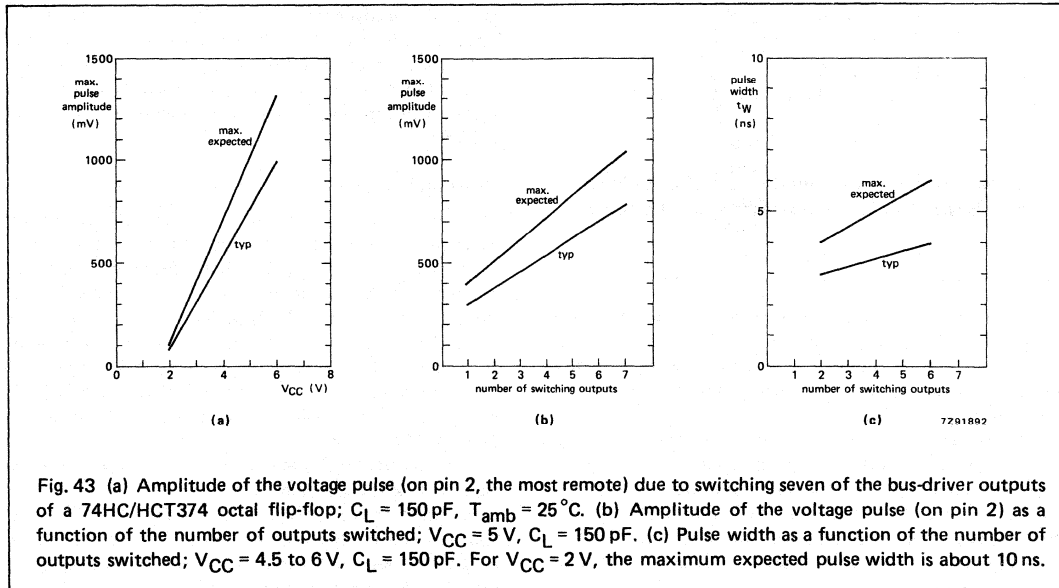 1500
max.
pulse
amplitude
(mV)
1000
500
0
max.
expected
typ
0 2 4 6 8
VCC (V)
(a)
1500
max.
pulse
amplitude
(mV)
1000
500
0
max.
expected
typ
1 2 3 4 5 6 7
number of switching outputs
(b)
10
pulse
width
tW
(ns)
5
0
max.
expected
typ
1 2 3 4 5 6 7
number of switching outputs
(c)
7Z91892
Fig. 43 (a) Amplitude of the voltage pulse (on pin 2, the most remote) due to switching seven of the bus-driver outputs
of a 74HC/HCT374 octal flip-flop; CL = 150 pF, Tamb = 25 °C. (b) Amplitude of the voltage pulse (on pin 2) as a
function of the number of outputs switched; VCC = 5 V, CL = 150 pF. (c) Pulse width as a function of the number of
outputs switched; VCC = 4.5 to 6 V, CL = 150 pF. For VCC = 2 V, the maximum expected pulse width is about 10 ns.